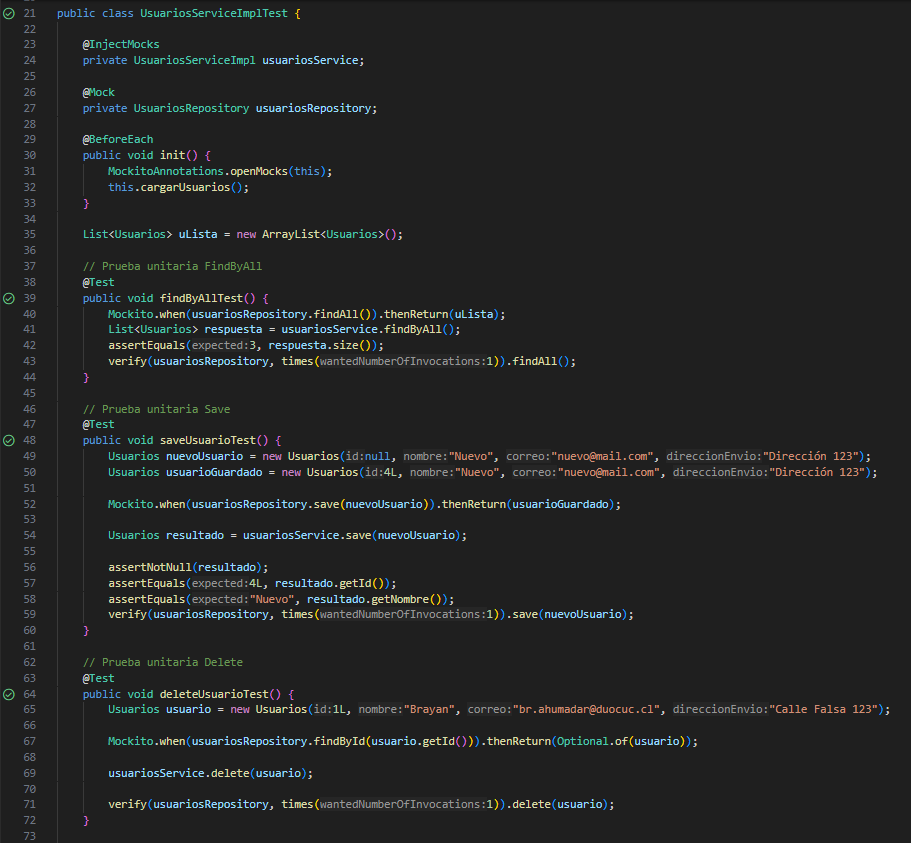 21 public class UsuariosServiceImplTest {
22
23 @InjectMocks
24 private UsuariosServiceImpl usuariosService;
25
26 @Mock
27 private UsuariosRepository usuariosRepository;
28
29 @BeforeEach
30 public void init() {
31 MockitoAnnotations.openMocks(this);
32 this.cargarUsuarios();
33 }
34
35 List<Usuarios> uLista = new ArrayList<Usuarios>();
36
37 // Prueba unitaria FindByAll
38 @Test
39 public void findByAllTest() {
40 Mockito.when(usuariosRepository.findAll()).thenReturn(uLista);
41 List<Usuarios> respuesta = usuariosService.findByAll();
42 assertEquals(expected:3, respuesta.size());
43 verify(usuariosRepository, times(wantedNumberOfInvocations:1)).findAll();
44 }
45
46 // Prueba unitaria Save
47 @Test
48 public void saveUsuarioTest() {
49 Usuarios nuevoUsuario = new Usuarios(id:null, nombre:"Nuevo", correo:"nuevo@mail.com", direccionEnvio:"Dirección 123");
50 Usuarios usuarioGuardado = new Usuarios(id:4L, nombre:"Nuevo", correo:"nuevo@mail.com", direccionEnvio:"Dirección 123");
51
52 Mockito.when(usuariosRepository.save(nuevoUsuario)).thenReturn(usuarioGuardado);
53
54 Usuarios resultado = usuariosService.save(nuevoUsuario);
55
56 assertNotNull(resultado);
57 assertEquals(expected:4L, resultado.getId());
58 assertEquals(expected:"Nuevo", resultado.getNombre());
59 verify(usuariosRepository, times(wantedNumberOfInvocations:1)).save(nuevoUsuario);
60 }
61
62 // Prueba unitaria Delete
63 @Test
64 public void deleteUsuarioTest() {
65 Usuarios usuario = new Usuarios(id:1L, nombre:"Brayan", correo:"br.ahumadar@duocuc.cl", direccionEnvio:"Calle Falsa 123");
66
67 Mockito.when(usuariosRepository.findById(usuario.getId())).thenReturn(Optional.of(usuario));
68
69 usuariosService.delete(usuario);
70
71 verify(usuariosRepository, times(wantedNumberOfInvocations:1)).delete(usuario);
72 }
73